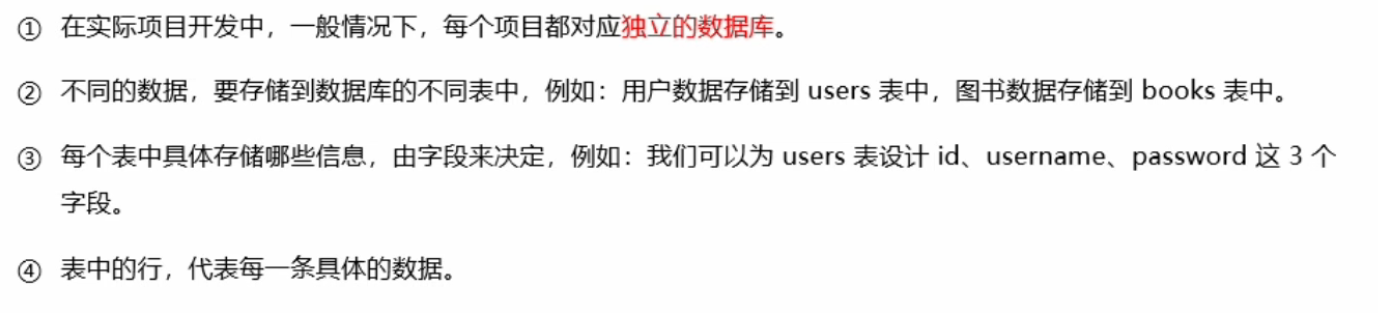 ① 在实际项目开发中，一般情况下，每个项目都对应独立的数据库。
② 不同的数据，要存储到数据库的不同表中，例如：用户数据存储到 users 表中，图书数据存储到 books 表中。
③ 每个表中具体存储哪些信息，由字段来决定，例如：我们可以为 users 表设计 id、username、password 这 3 个
字段。
④ 表中的行，代表每一条具体的数据。